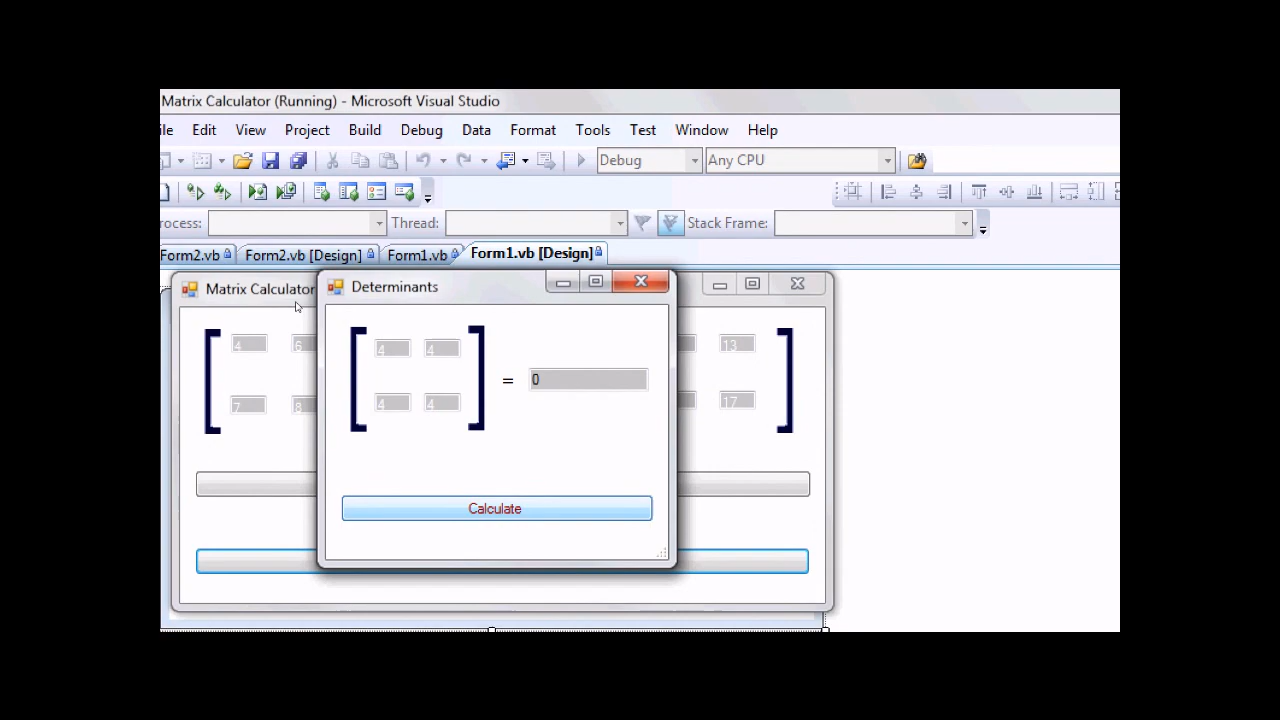 Matrix Calculator (Running) - Microsoft Visual Studio
ile Edit View Project Build Debug Data Format Tools Test Window Help
Debug Any CPU
rocess: Thread: Stack Frame:
Form2.vb Form2.vb [Design] Form1.vb Form1.vb [Design]
Matrix Calculator Determinants
4 6 4 4 13
= 0
7 8 4 4 17
Calculate